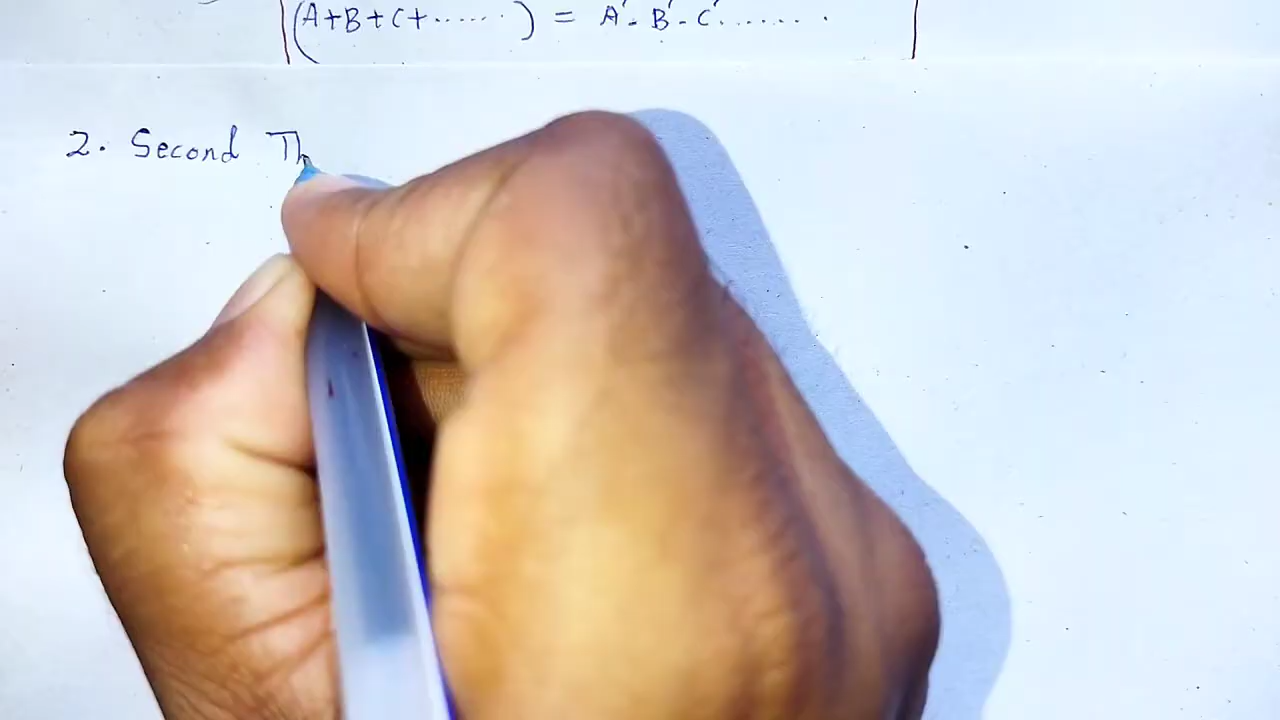 (A+B+C+.......) = A'. B'. C'........
2. Second Th